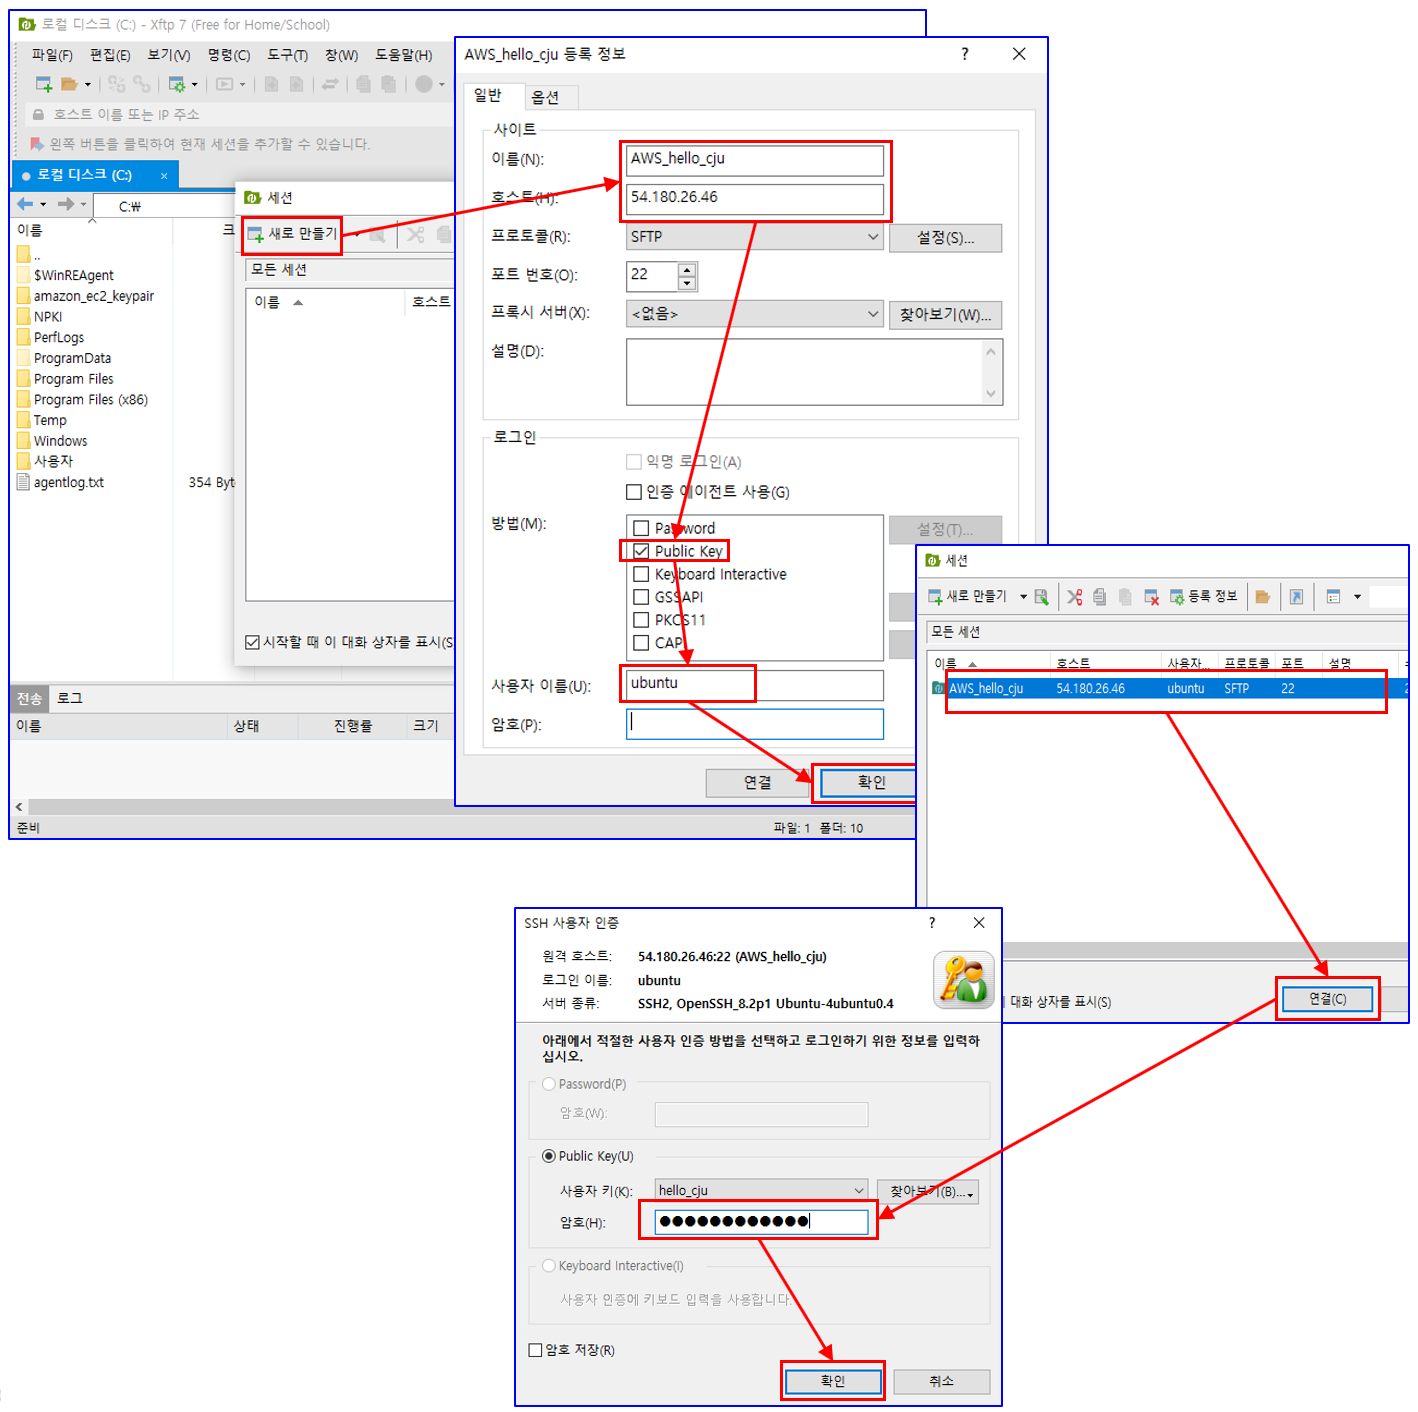 로컬 디스크 (C:) - Xftp 7 (Free for Home/School)
파일(F) 편집(E) 보기(V) 명령(C) 도구(T) 창(W) 도움말(H)
호스트 이름 또는 IP 주소
왼쪽 버튼을 클릭하여 현재 세션을 추가할 수 있습니다.
로컬 디스크 (C:) ×
C:\
이름 크
..
$WinREAgent
amazon_ec2_keypair
NPKI
PerfLogs
ProgramData
Program Files
Program Files (x86)
Temp
Windows
사용자
agentlog.txt 354 Byt
세션
새로 만들기
모든 세션
이름 호스트
시작할 때 이 대화 상자를 표시(S
전송 로그
이름 상태 진행률 크기
준비 파일: 1 폴더: 10
AWS_hello_cju 등록 정보 ?
일반 옵션
사이트
이름(N): AWS_hello_cju
호스트(H): 54.180.26.46
프로토콜(R): SFTP 설정(S)...
포트 번호(O): 22
프록시 서버(X): <없음> 찾아보기(W)...
설명(D):
로그인
익명 로그인(A)
인증 에이전트 사용(G)
방법(M): Password 설정(T)...
Public Key
Keyboard Interactive
GSSAPI
PKCS11
CAP
사용자 이름(U): ubuntu
암호(P):
연결 확인
세션
새로 만들기 등록 정보
모든 세션
이름 호스트 사용자... 프로토콜 포트 설명
AWS_hello_cju 54.180.26.46 ubuntu SFTP 22 2
대화 상자를 표시(S) 연결(C)
SSH 사용자 인증 ?
원격 호스트: 54.180.26.46:22 (AWS_hello_cju)
로그인 이름: ubuntu
서버 종류: SSH2, OpenSSH_8.2p1 Ubuntu-4ubuntu0.4
아래에서 적절한 사용자 인증 방법을 선택하고 로그인하기 위한 정보를 입력하
십시오.
Password(P)
암호(W):
Public Key(U)
사용자 키(K): hello_cju 찾아보기(B)...
암호(H): ●●●●●●●●●●●●
Keyboard Interactive(I)
사용자 인증에 키보드 입력을 사용합니다.
암호 저장(R)
확인 취소